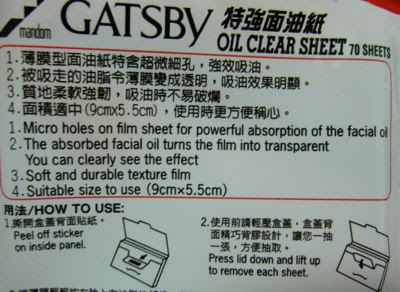 mandom
GATSBY 特強面油紙
OIL CLEAR SHEET 70 SHEETS
1.薄膜型面油紙特含超微細孔，強效吸油。
2.被吸走的油脂令薄膜變成透明，吸油效果明顯。
3.質地柔軟強韌，吸油時不易破爛。
4.面積適中(9cmx5.5cm)，使用時更方便稱心。
1.Micro holes on film sheet for powerful absorption of the facial oil
2.The absorbed facial oil turns the film into transparent
You can clearly see the effect
3.Soft and durable texture film
4.Suitable size to use (9cm×5.5cm)
用法/HOW TO USE:
1.撕開盒蓋背面貼紙。
Peel off sticker
on inside panel.
2.使用前請輕壓盒蓋，盒蓋背
面精巧背膠設計，讓您一抽
一張，方便抽取。
Press lid down and lift up
to remove each sheet.